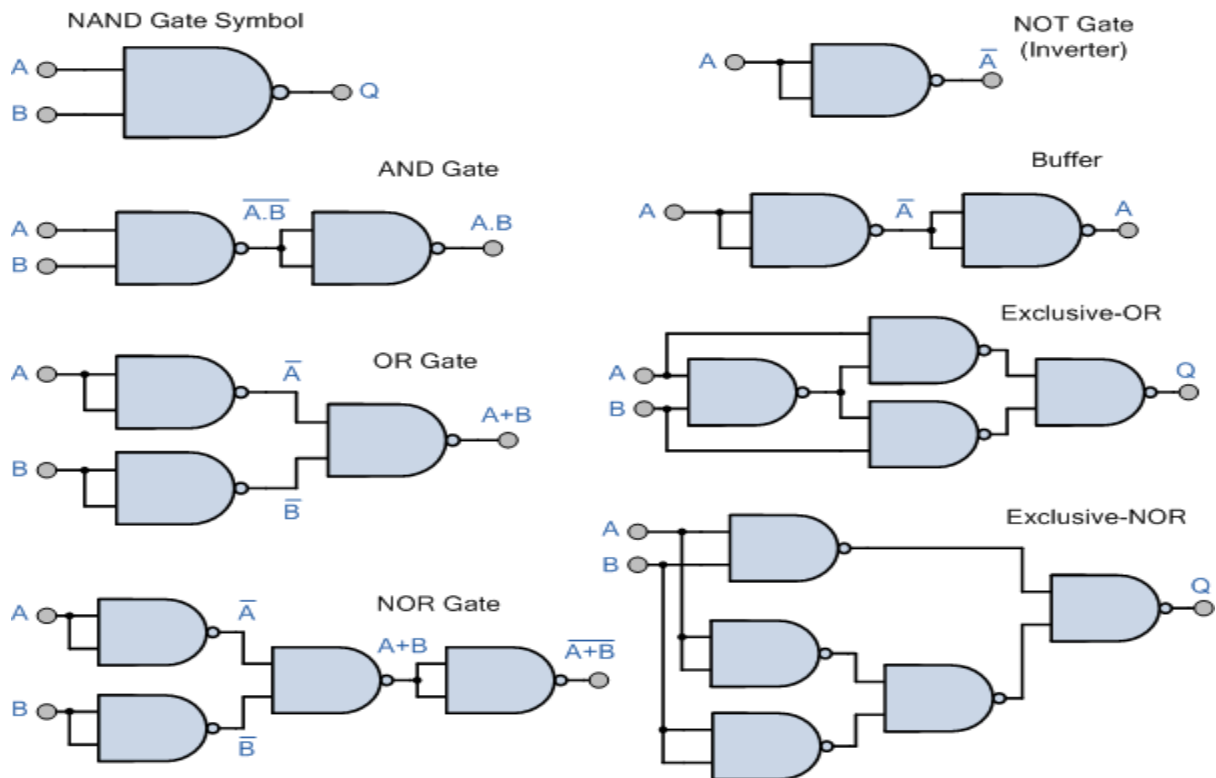 NAND Gate Symbol
A
B
Q
AND Gate
A
B
A̅.̅B̅
A.B
OR Gate
A
B
A̅
B̅
A+B
NOR Gate
A
B
A̅
B̅
A+B
A̅+̅B̅
NOT Gate
(Inverter)
A
A̅
Buffer
A
A̅
A
Exclusive-OR
A
B
Q
Exclusive-NOR
A
B
Q